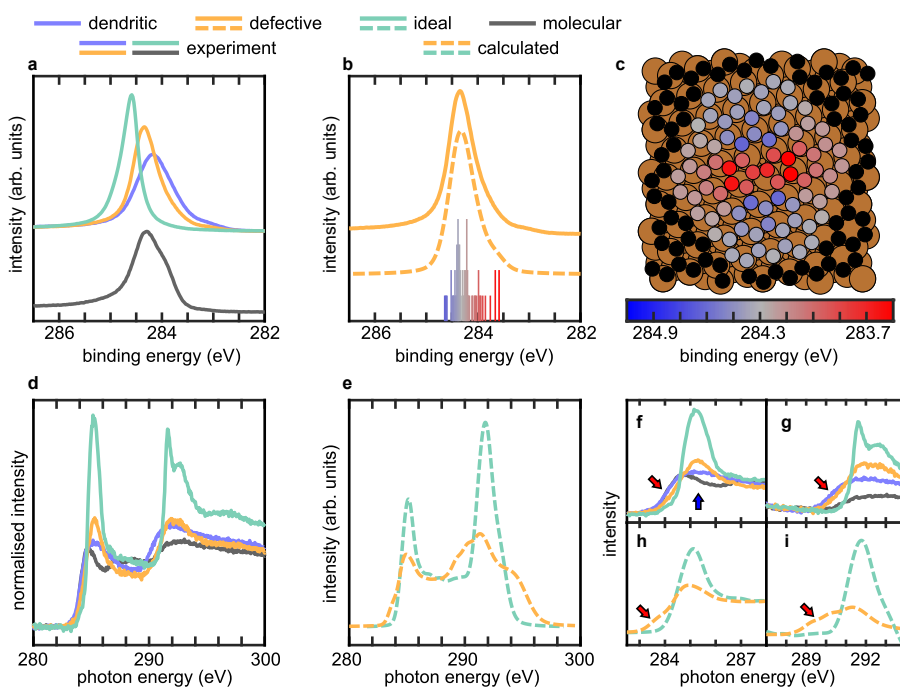 dendritic defective ideal molecular
experiment calculated
a b c
intensity (arb. units)
286 284 282
binding energy (eV)
intensity (arb. units)
286 284 282
binding energy (eV)
284.9 284.3 283.7
binding energy (eV)
d e
normalised intensity
280 290 300
photon energy (eV)
intensity (arb. units)
280 290 300
photon energy (eV)
f g
h i
intensity
284 287 289 292
photon energy (eV)